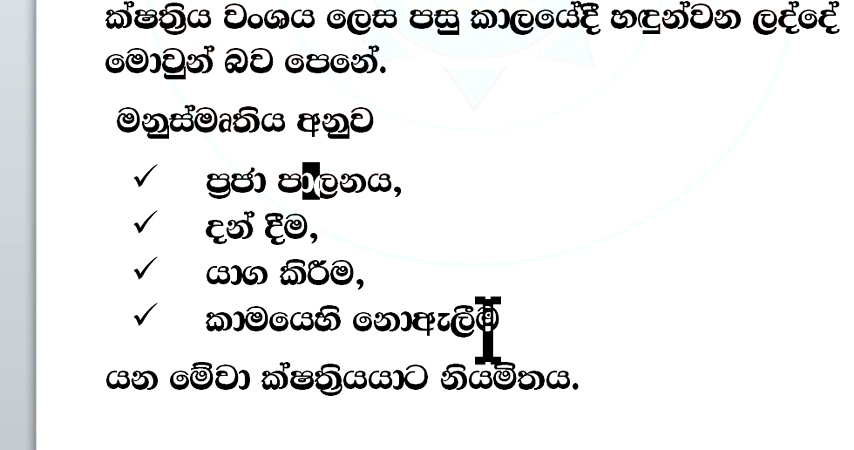 ක්ෂත්‍රිය වංශය ලෙස පසු කාලයේදී හඳුන්වන ලද්දේ
මොවුන් බව පෙනේ.
මනුස්මෘතිය අනුව
✓ ප්‍රජා පාලනය,
✓ දන් දීම,
✓ යාග කිරීම,
✓ කාමයෙහි නොඇලීම
යන මේවා ක්ෂත්‍රියයාට නියමිතය.